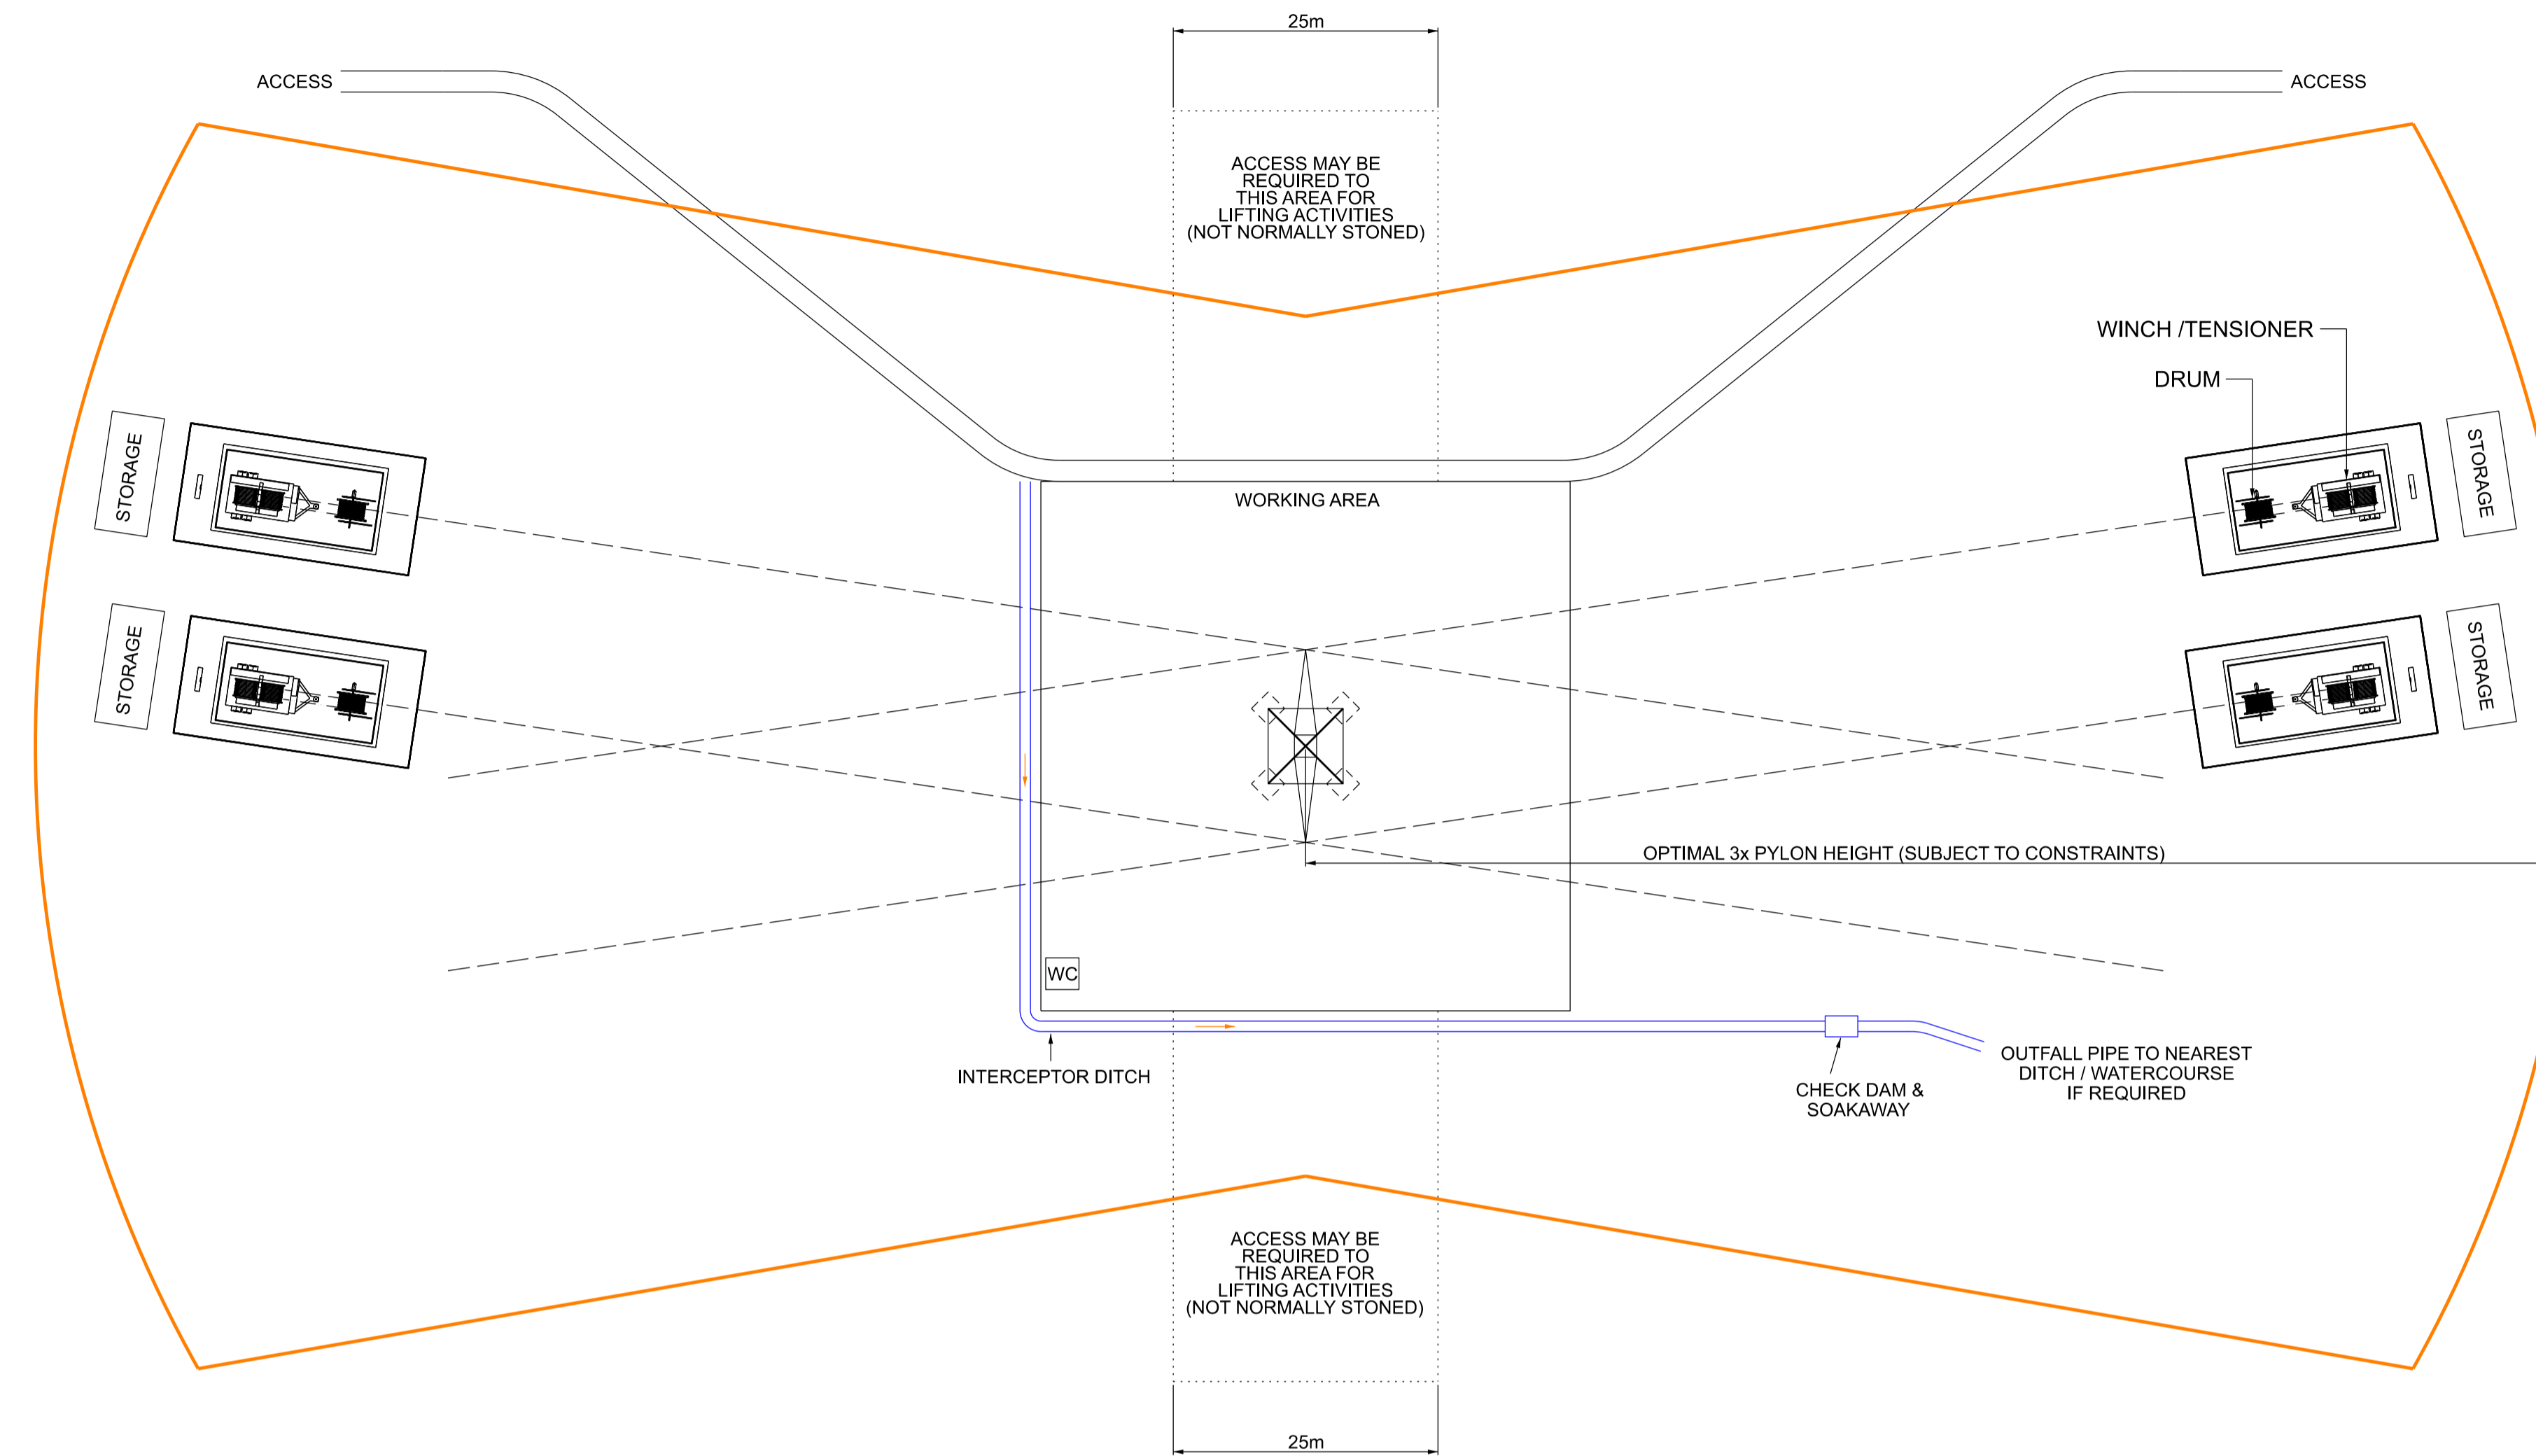 25m
ACCESS
ACCESS
ACCESS MAY BE
REQUIRED TO
THIS AREA FOR
LIFTING ACTIVITIES
(NOT NORMALLY STONED)
WINCH /TENSIONER
DRUM
STORAGE
STORAGE
WORKING AREA
STORAGE
STORAGE
OPTIMAL 3x PYLON HEIGHT (SUBJECT TO CONSTRAINTS)
WC
INTERCEPTOR DITCH
CHECK DAM &
SOAKAWAY
OUTFALL PIPE TO NEAREST
DITCH / WATERCOURSE
IF REQUIRED
ACCESS MAY BE
REQUIRED TO
THIS AREA FOR
LIFTING ACTIVITIES
(NOT NORMALLY STONED)
25m